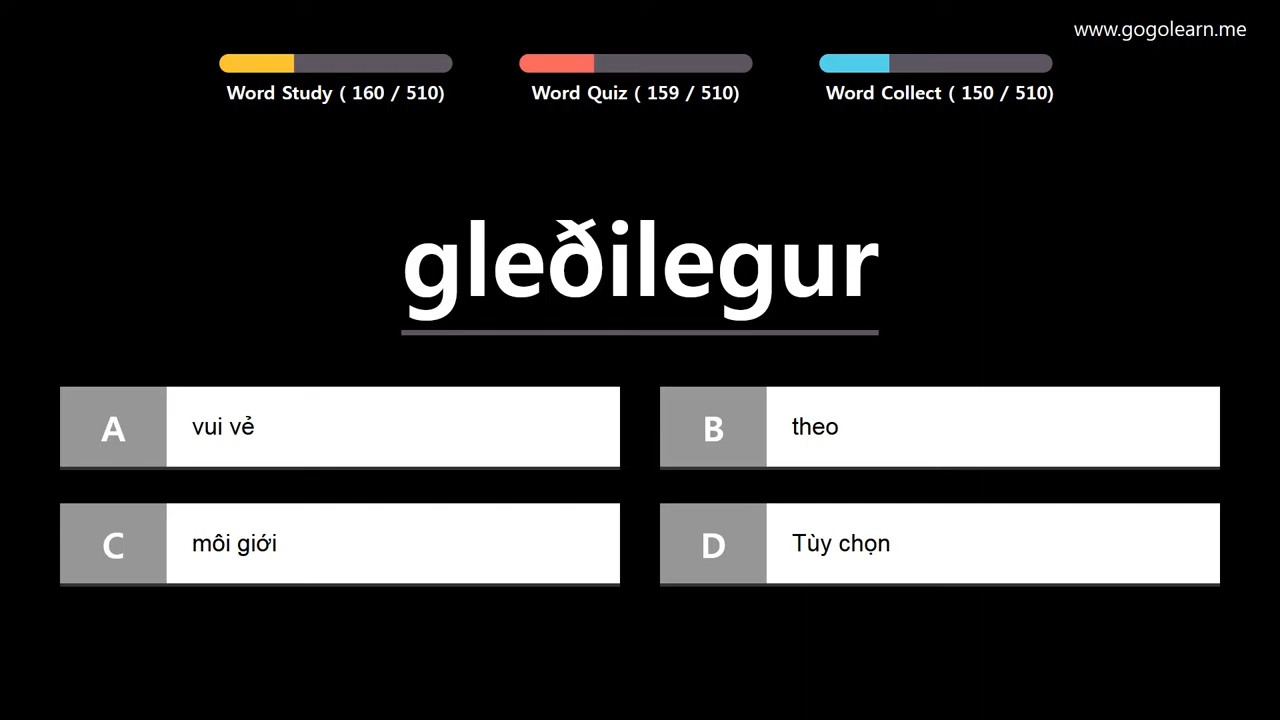 www.gogolearn.me
Word Study ( 160 / 510)
Word Quiz ( 159 / 510)
Word Collect ( 150 / 510)
gleðilegur
A vui vẻ
B theo
C môi giới
D Tùy chọn